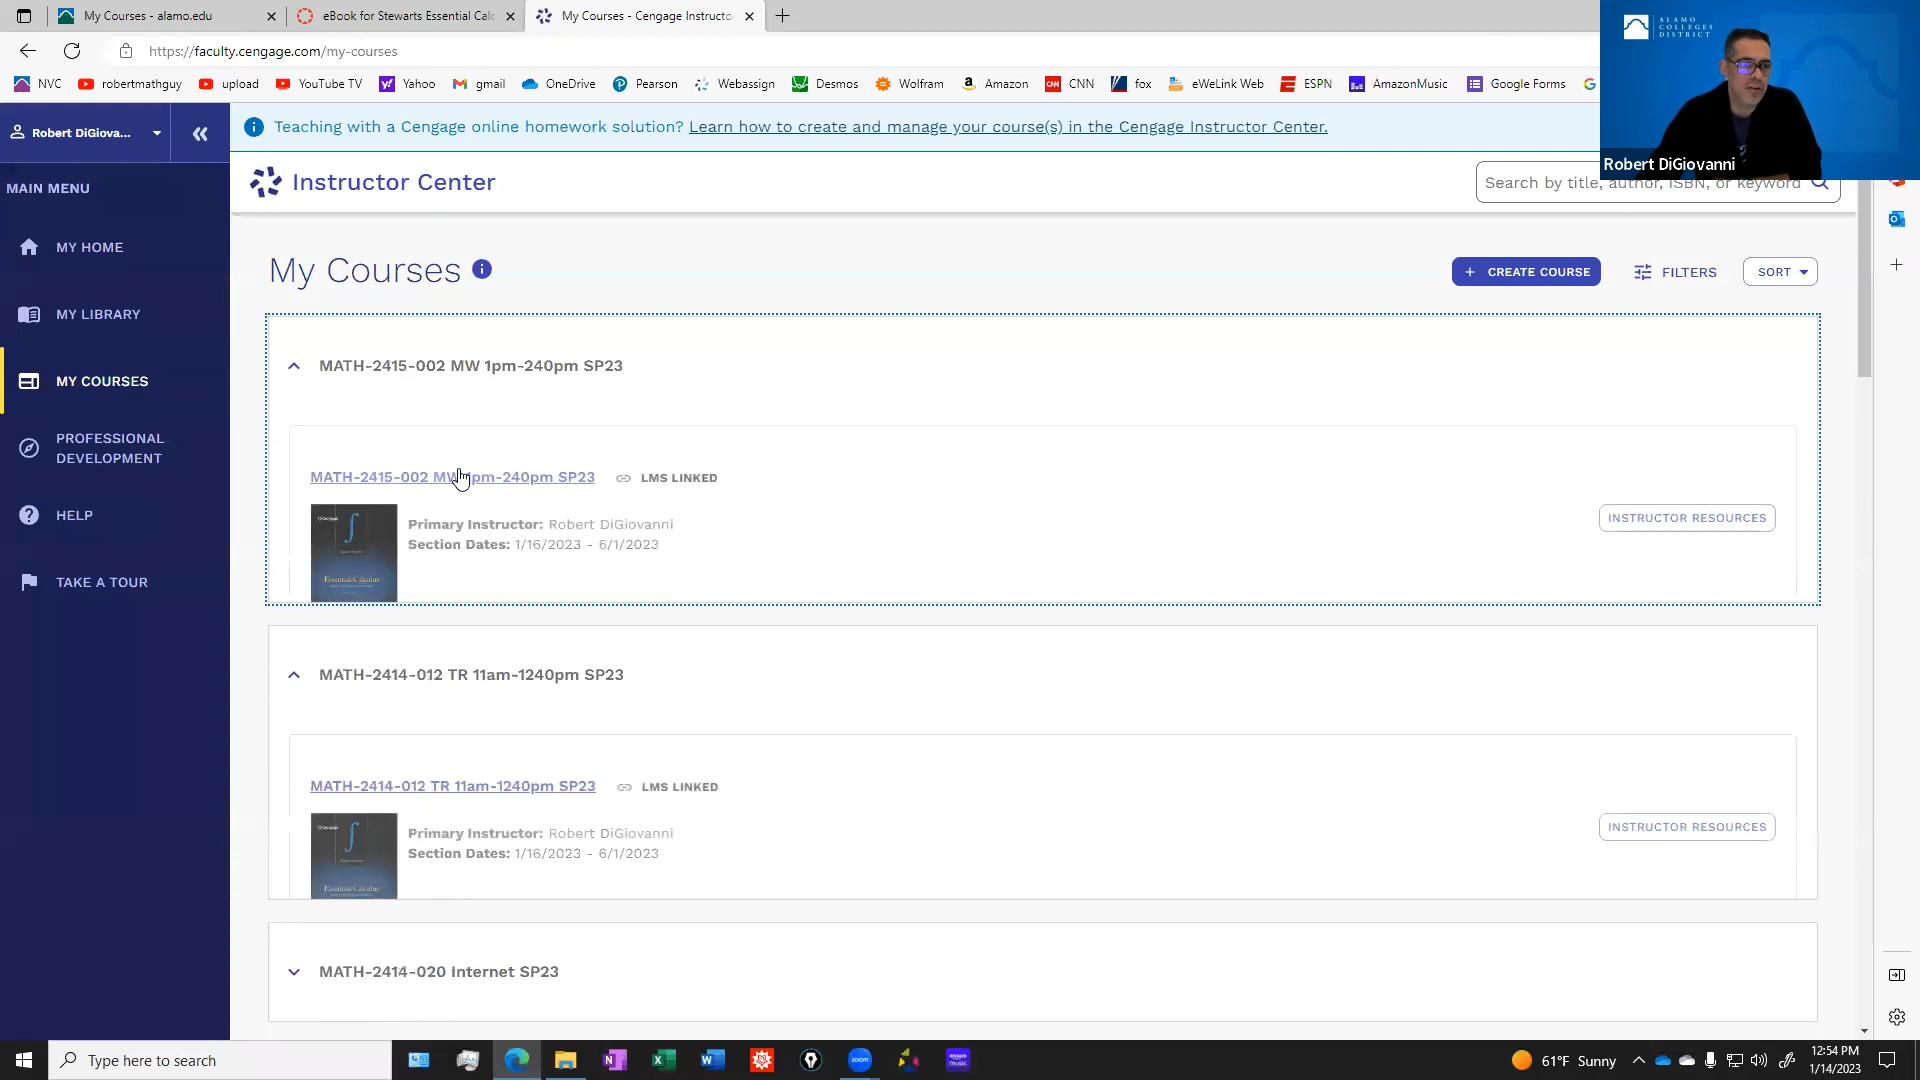 My Courses - alamo.edu
eBook for Stewarts Essential Calc
My Courses - Cengage Instructo
https://faculty.cengage.com/my-courses
NVC
robertmathguy
upload
YouTube TV
Yahoo
gmail
OneDrive
Pearson
Webassign
Desmos
Wolfram
Amazon
CNN
fox
eWeLink Web
ESPN
AmazonMusic
Google Forms
ALAMO
COLLEGES
DISTRICT
Robert DiGiovanni
Robert DiGiova...
Teaching with a Cengage online homework solution? Learn how to create and manage your course(s) in the Cengage Instructor Center.
Instructor Center
Search by title, author, ISBN, or keyword
MAIN MENU
MY HOME
MY LIBRARY
MY COURSES
PROFESSIONAL
DEVELOPMENT
HELP
TAKE A TOUR
My Courses
CREATE COURSE
FILTERS
SORT
MATH-2415-002 MW 1pm-240pm SP23
MATH-2415-002 MW 1pm-240pm SP23
LMS LINKED
Primary Instructor: Robert DiGiovanni
Section Dates: 1/16/2023 - 6/1/2023
Essential Calculus
INSTRUCTOR RESOURCES
MATH-2414-012 TR 11am-1240pm SP23
MATH-2414-012 TR 11am-1240pm SP23
LMS LINKED
Primary Instructor: Robert DiGiovanni
Section Dates: 1/16/2023 - 6/1/2023
Essential Calculus
INSTRUCTOR RESOURCES
MATH-2414-020 Internet SP23
Type here to search
61°F Sunny
12:54 PM
1/14/2023